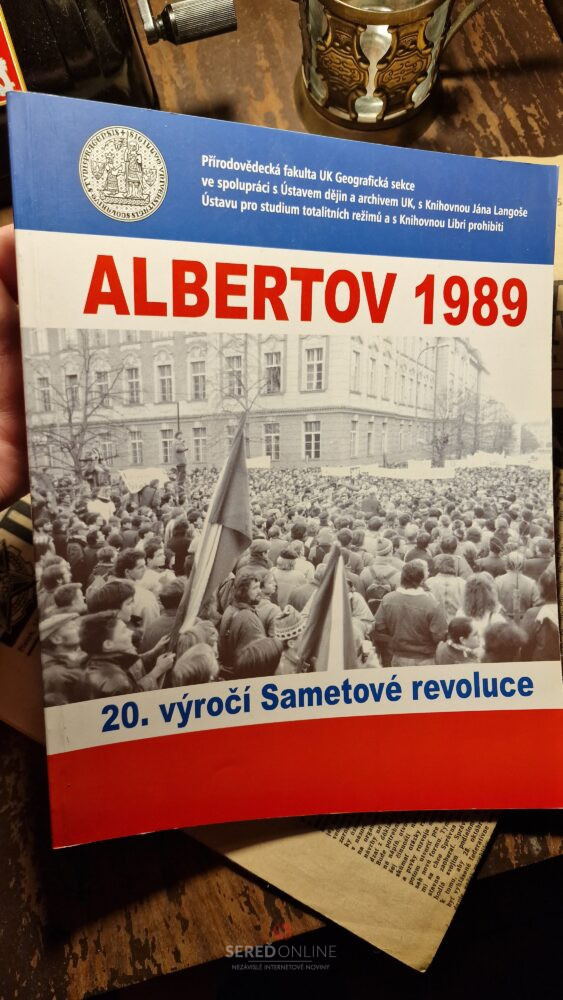 Přírodovědecká fakulta UK Geografická sekce
ve spolupráci s Ústavem dějin a archivem UK, s Knihovnou Jána Langoše
Ústavu pro studium totalitních režimů a s Knihovnou Libri prohibiti
ALBERTOV 1989
20. výročí Sametové revoluce
SEREĎONLINE
NEZÁVISLÉ INTERNETOVÉ NOVINY